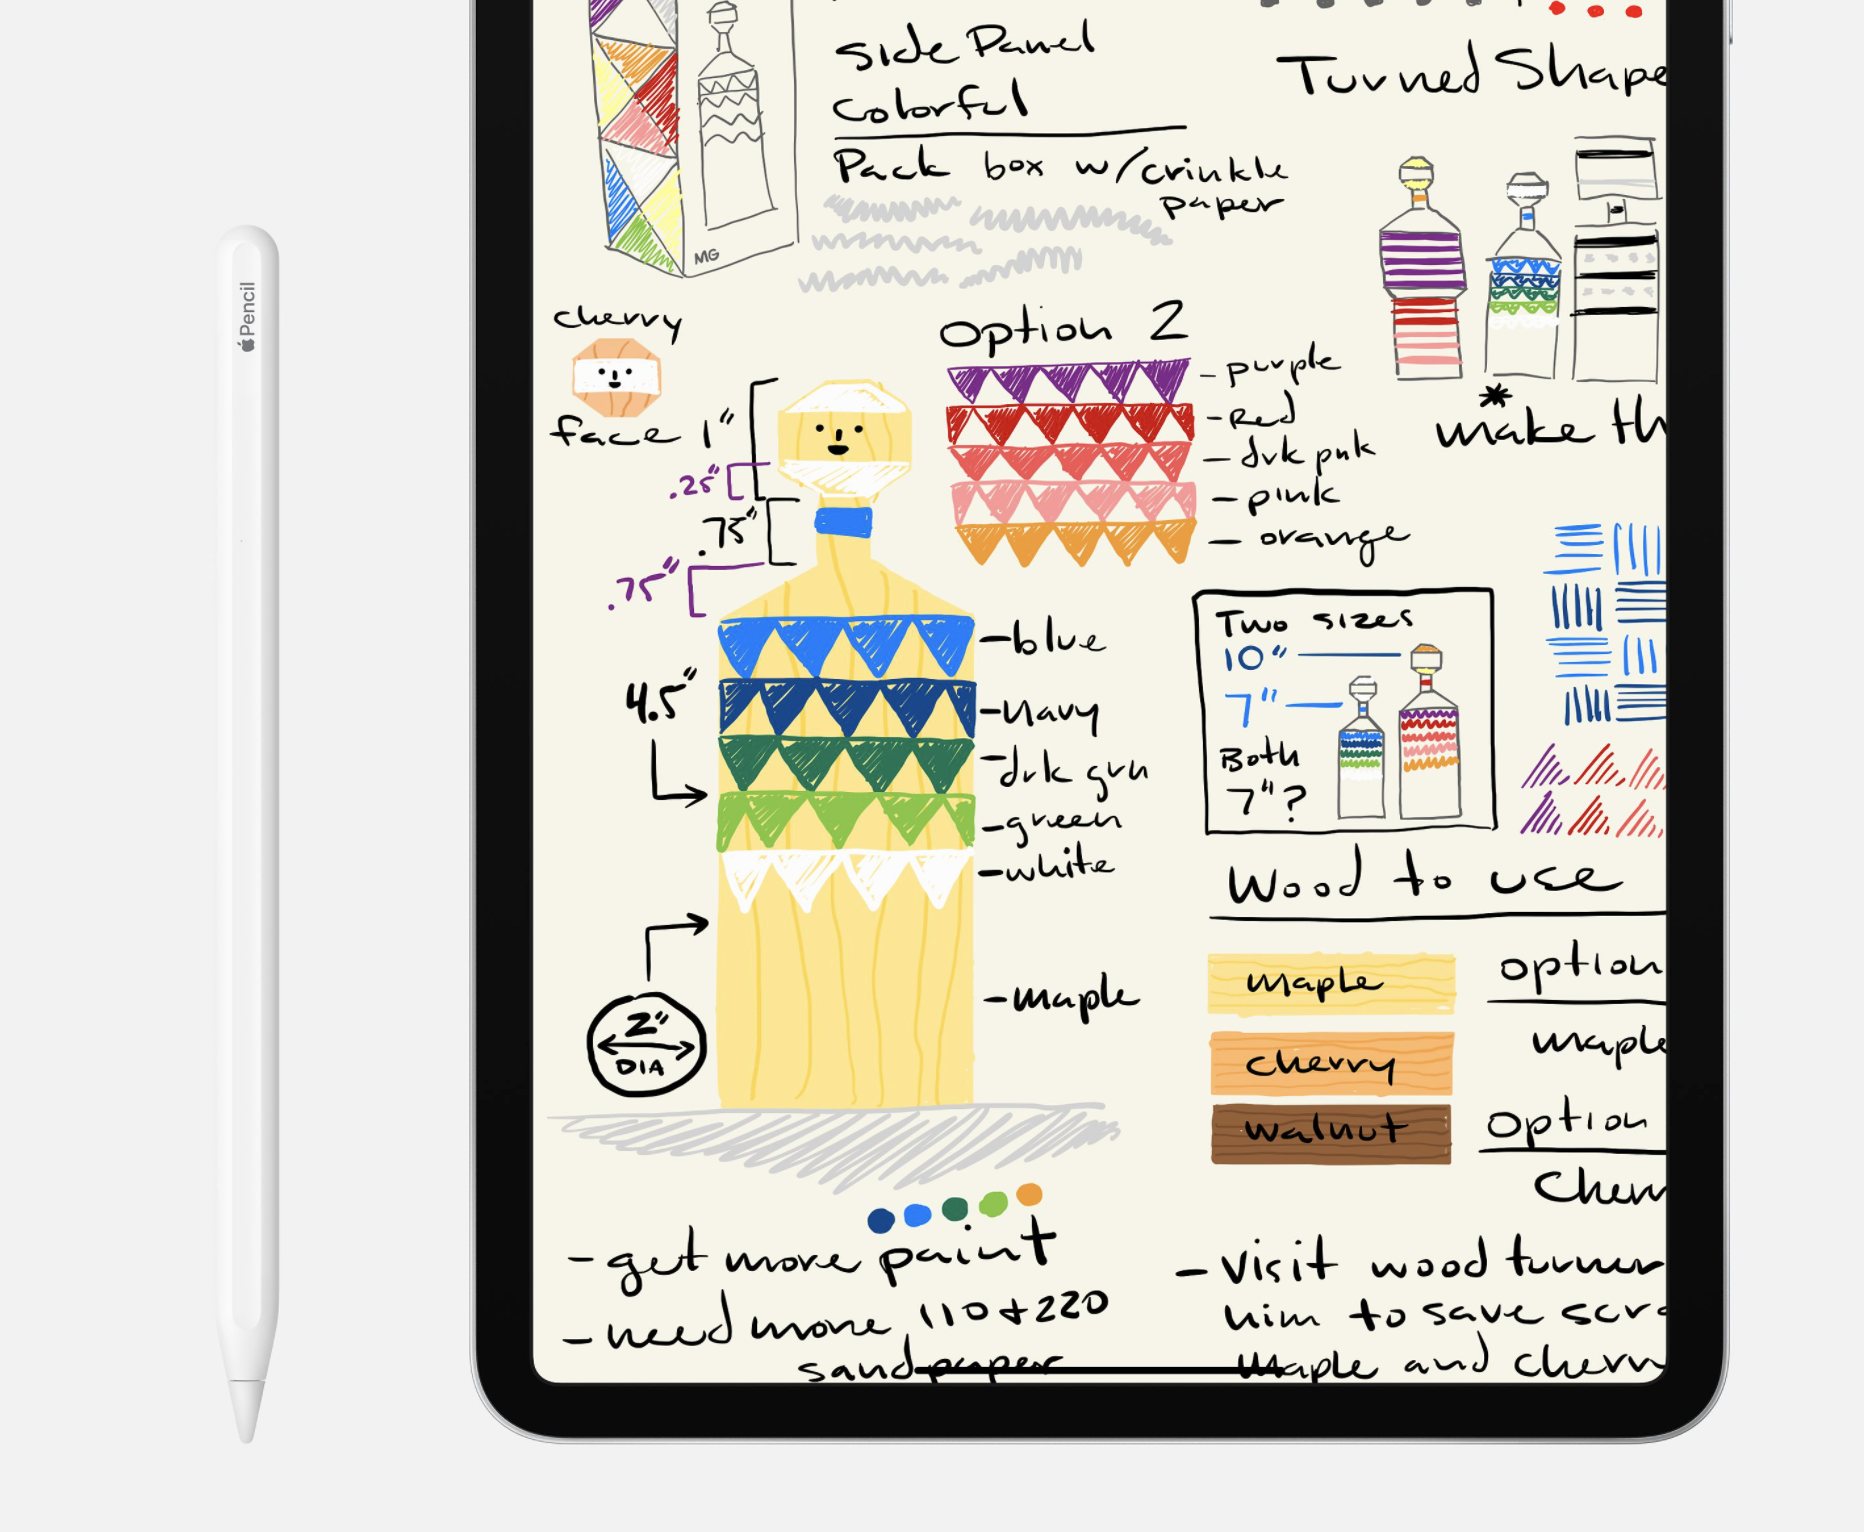 Pencil
Side Panel
Colorful
Pack box w/crinkle
paper
MG
Turned Shape
cherry
face
1"
.25"
.75"
.75"
4.5"
2"
DIA
Option 2
- purple
- Red
- drk pnk
- pink
- orange
* make th
- blue
- Navy
- drk grn
- green
- white
- maple
Two sizes
10"
7"
Both
7"?
Wood to use
maple
cherry
walnut
option
maple
option
Cherr
- get more paint
- need more 110 + 220
sandpaper
- Visit wood turner
him to save scra
Maple and cherr